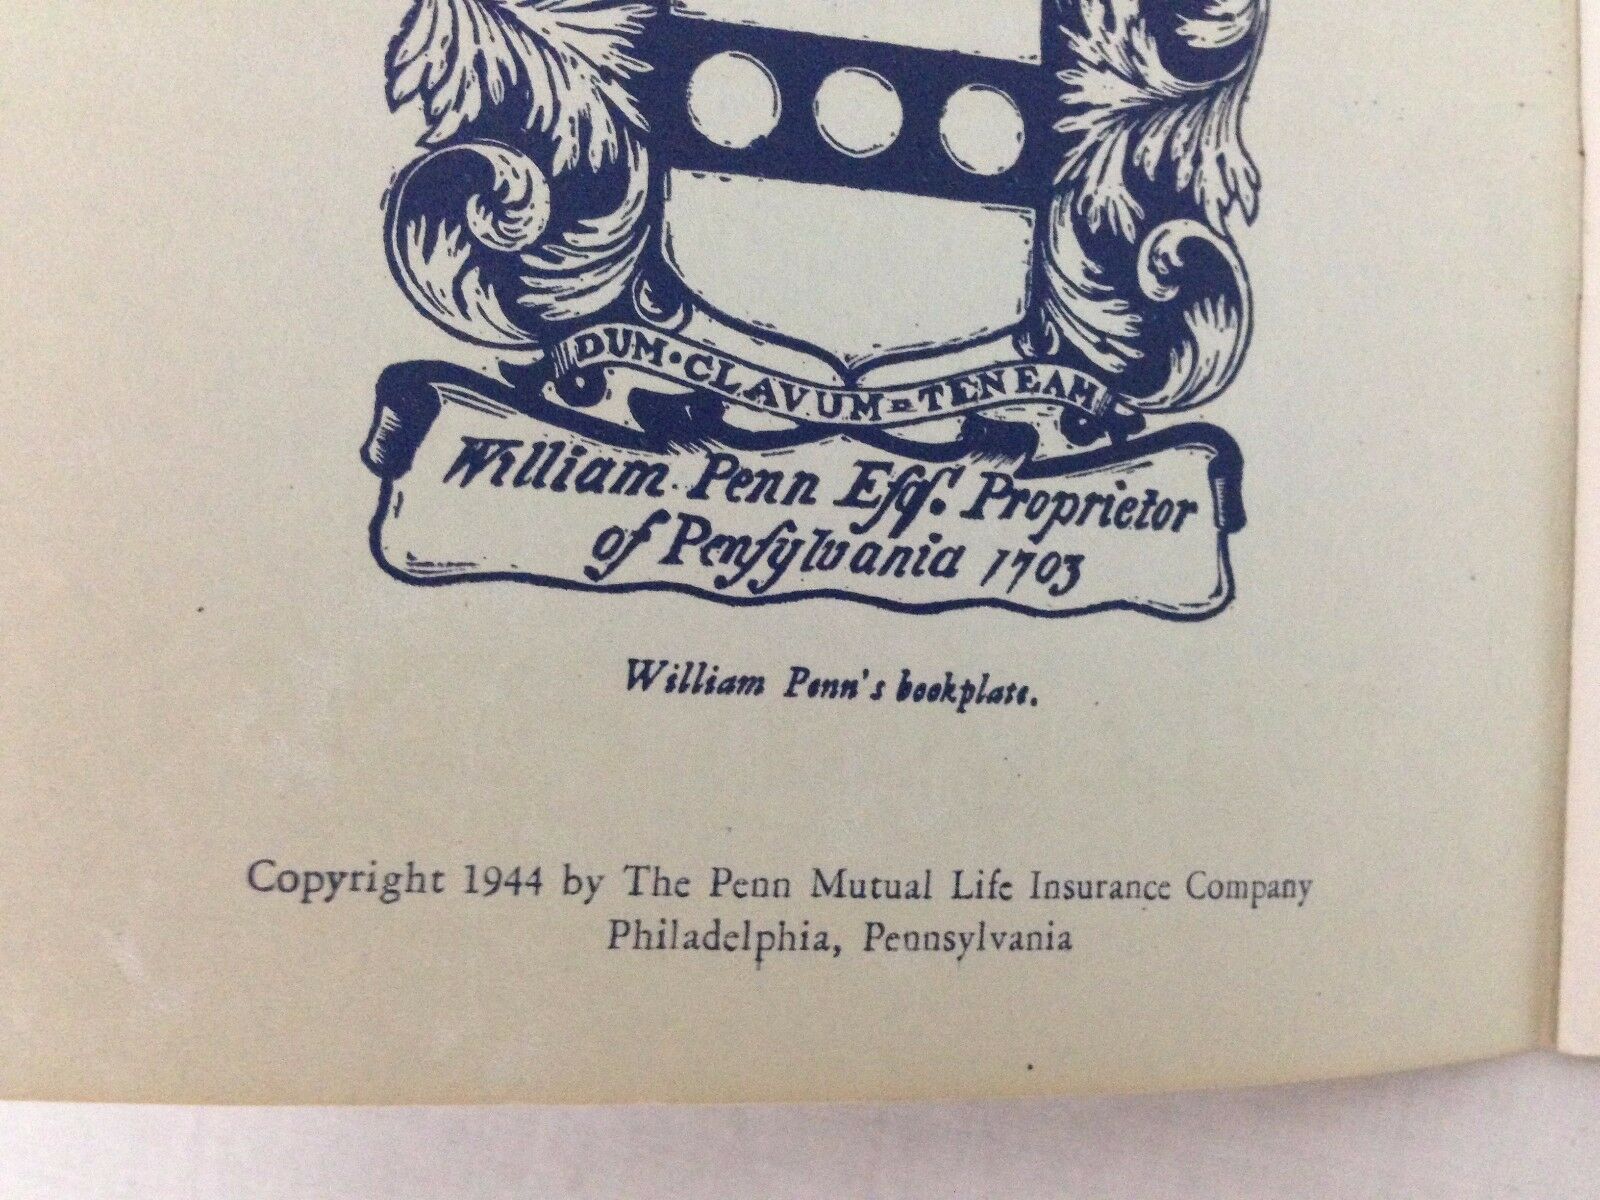 DUM • CLAVUM = TENEAM
William Penn Eſqʳ. Proprietor
of Penſylvania 1703
William Penn's bookplate.
Copyright 1944 by The Penn Mutual Life Insurance Company
Philadelphia, Pennsylvania